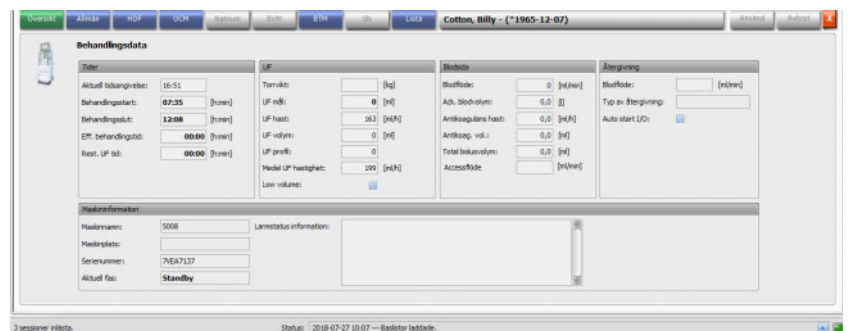 Översikt Allmän HDF OCM Natrium BVM BTM SN Lista Cotton, Billy - (*1965-12-07) Använd Avbryt X
Behandlingsdata
Tider UF Blodsida Återgivning
Aktuell tidsangivelse: 16:51 Torrvikt: [kg] Blodflöde: 0 [ml/min] Blodflöde: [ml/min]
Behandlingsstart: 07:35 [h:min] UF mål: 0 [ml] Ack. blodvolym: 0,0 [l] Typ av återgivning:
Behandlingsslut: 12:08 [h:min] UF hast: 163 [ml/h] Antikoagulans hast: 0,0 [ml/h] Auto start I/O:
Eff. behandlingstid: 00:00 [h:min] UF volym: 0 [ml] Antikoag. vol.: 0,0 [ml]
Rest. UF tid: 00:00 [h:min] UF profil: 0 Total bolusvolym: 0,0 [ml]
Medel UF hastighet: 199 [ml/h] Accessflöde [ml/min]
Low volume:
Maskininformation
Maskinnamn: 5008 Larmstatus information:
Maskinplats:
Serienummer: 7VEA7137
Aktuell fas: Standby
3 sessioner inlästa. Status: 2018-07-27 10:07 --- Baslistor laddade.